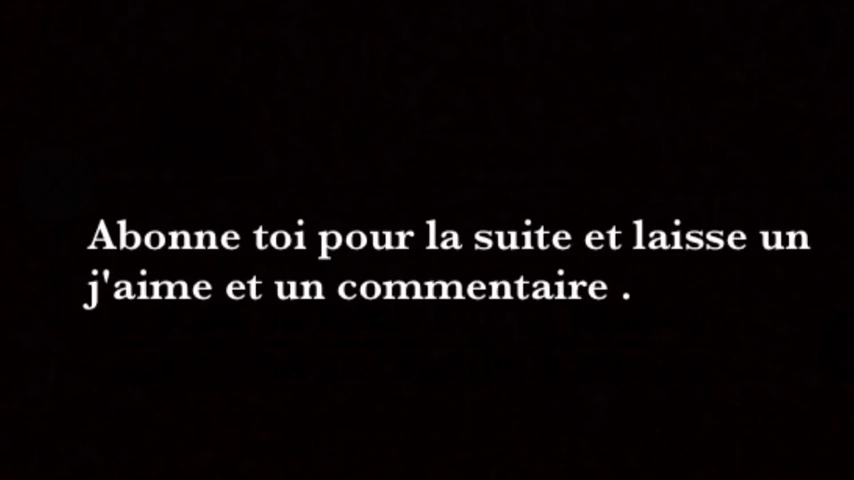 Abonne toi pour la suite et laisse un
j'aime et un commentaire .